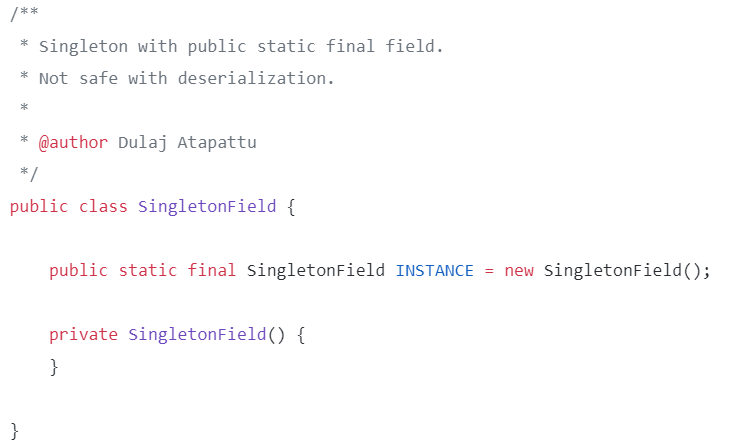 /**
 * Singleton with public static final field.
 * Not safe with deserialization.
 *
 * @author Dulaj Atapattu
 */
public class SingletonField {
    public static final SingletonField INSTANCE = new SingletonField();
    private SingletonField() {
    }
}